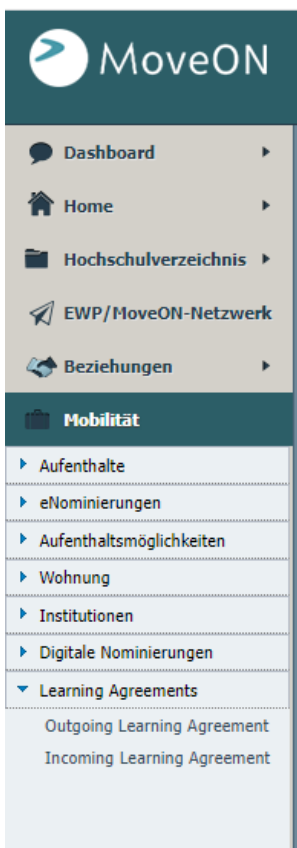 MoveON
Dashboard
Home
Hochschulverzeichnis
EWP/MoveON-Netzwerk
Beziehungen
Mobilität
Aufenthalte
eNominierungen
Aufenthaltsmöglichkeiten
Wohnung
Institutionen
Digitale Nominierungen
Learning Agreements
Outgoing Learning Agreement
Incoming Learning Agreement